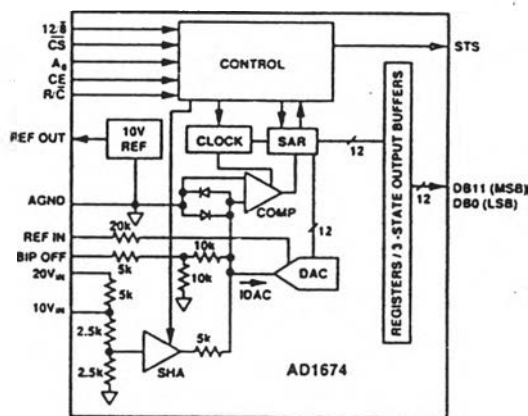 12/8̅
C̅S̅
A₀
CE
R/C̅
CONTROL
STS
REF OUT
10V
REF
CLOCK
SAR
12
REGISTERS / 3-STATE OUTPUT BUFFERS
12
DB11 (MSB)
DB0 (LSB)
AGND
COMP
12
20k
REF IN
BIP OFF
5k
10k
10k
IDAC
DAC
20VIN
5k
10VIN
2.5k
SHA
5k
2.5k
AD1674